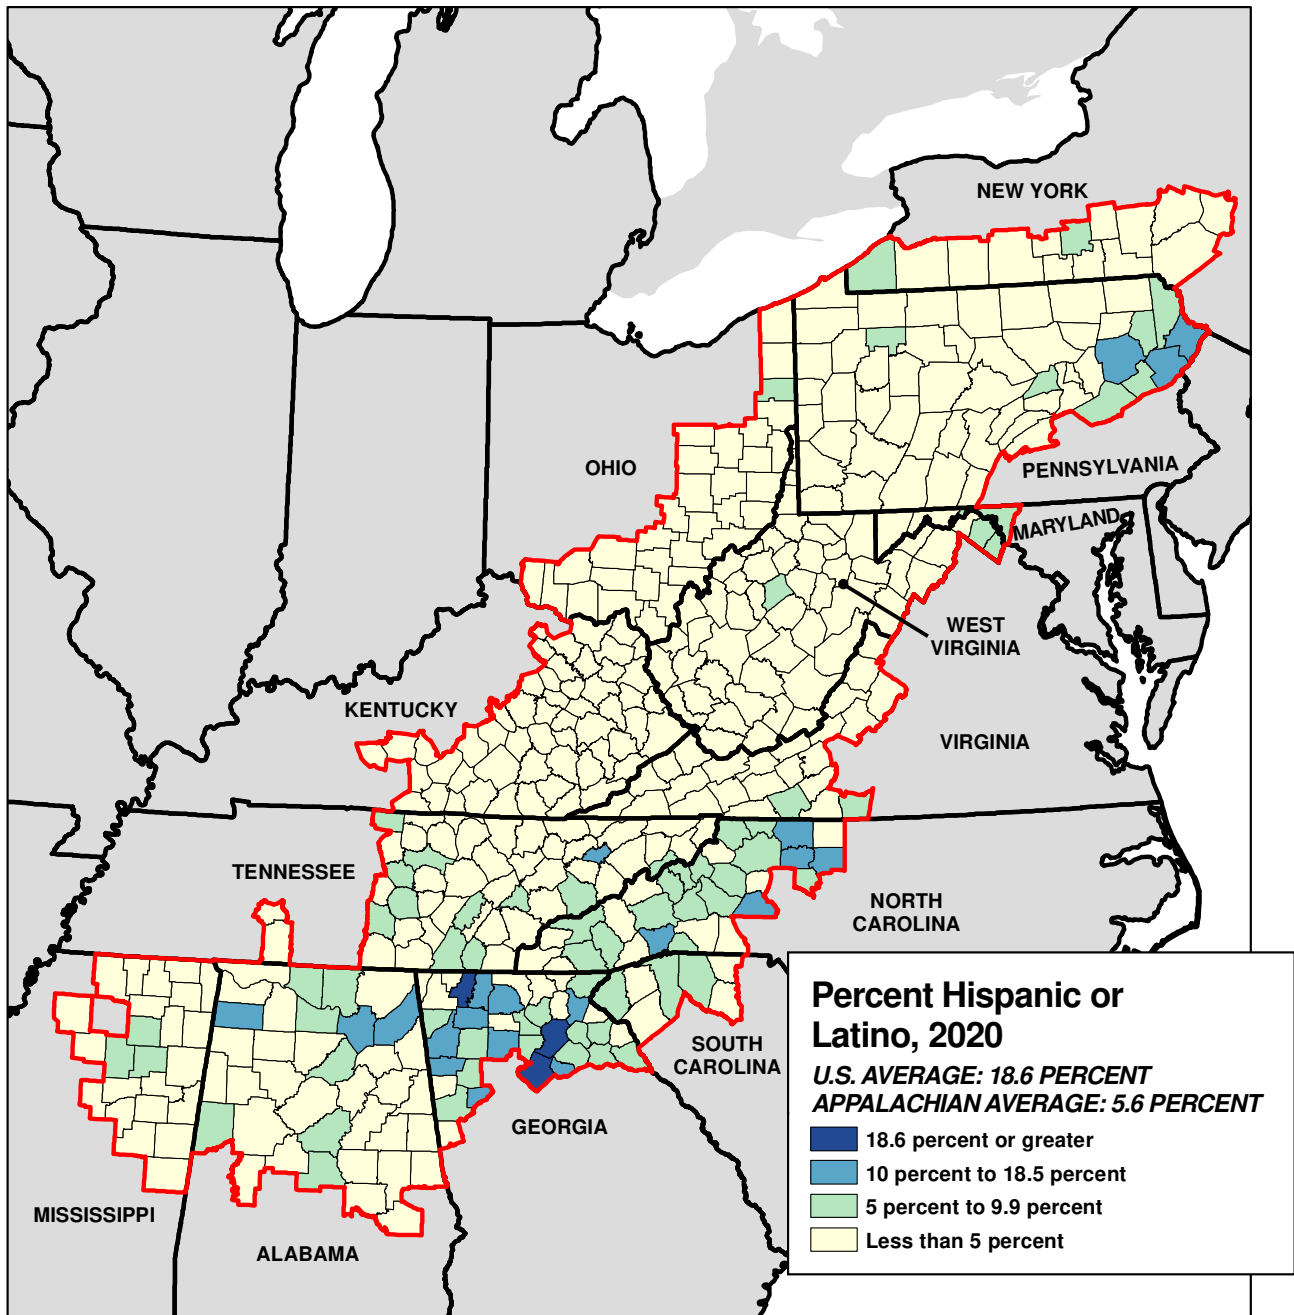 NEW YORK
OHIO
PENNSYLVANIA
MARYLAND
WEST
VIRGINIA
KENTUCKY
VIRGINIA
TENNESSEE
NORTH
CAROLINA
SOUTH
CAROLINA
GEORGIA
MISSISSIPPI
ALABAMA
Percent Hispanic or
Latino, 2020
U.S. AVERAGE: 18.6 PERCENT
APPALACHIAN AVERAGE: 5.6 PERCENT
18.6 percent or greater
10 percent to 18.5 percent
5 percent to 9.9 percent
Less than 5 percent